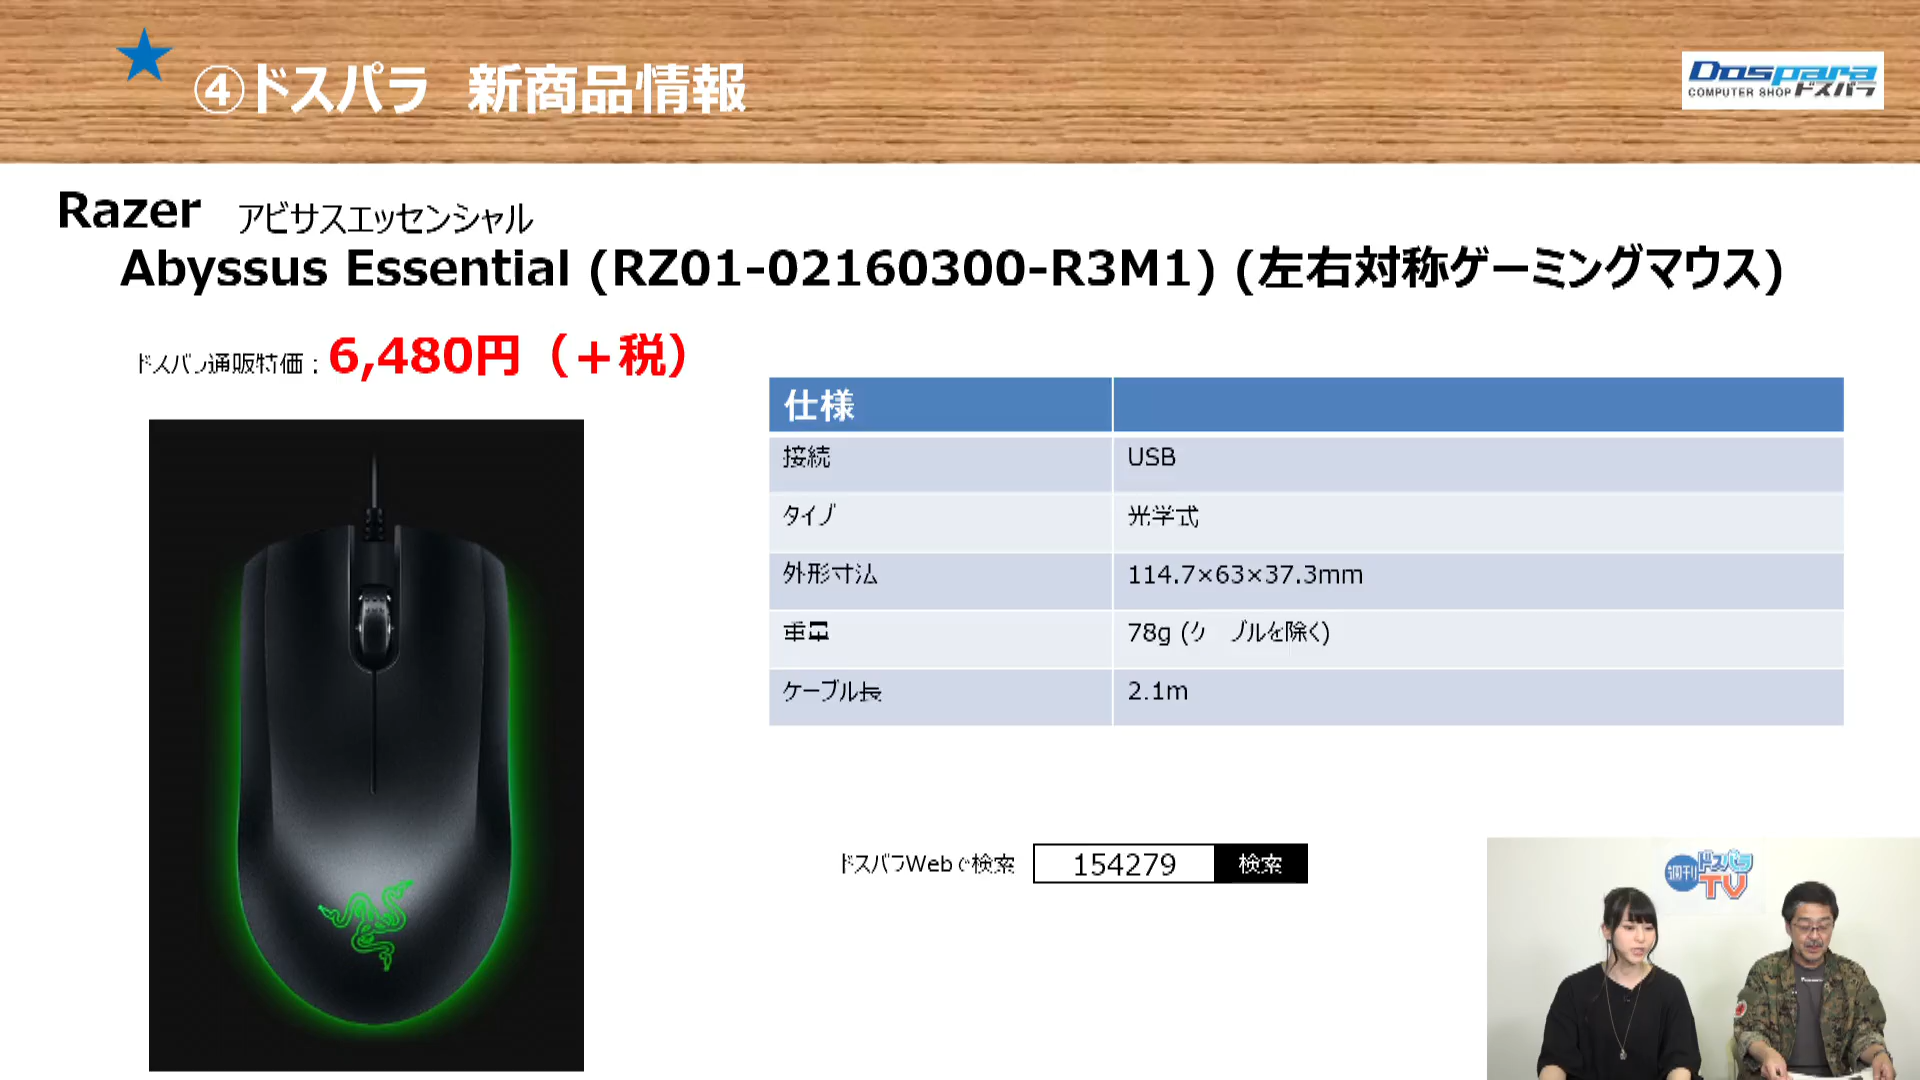 ④ドスパラ 新商品情報
Dospara
COMPUTER SHOP ドスパラ
Razer アビサスエッセンシャル
Abyssus Essential (RZ01-02160300-R3M1) (左右対称ゲーミングマウス)
ドスパラ通販特価：6,480円（＋税）
仕様
接続 USB
タイプ 光学式
外形寸法 114.7×63×37.3mm
重量 78g (ケーブルを除く)
ケーブル長 2.1m
ドスパラWebで検索 154279 検索
週刊 ドスパラ
TV